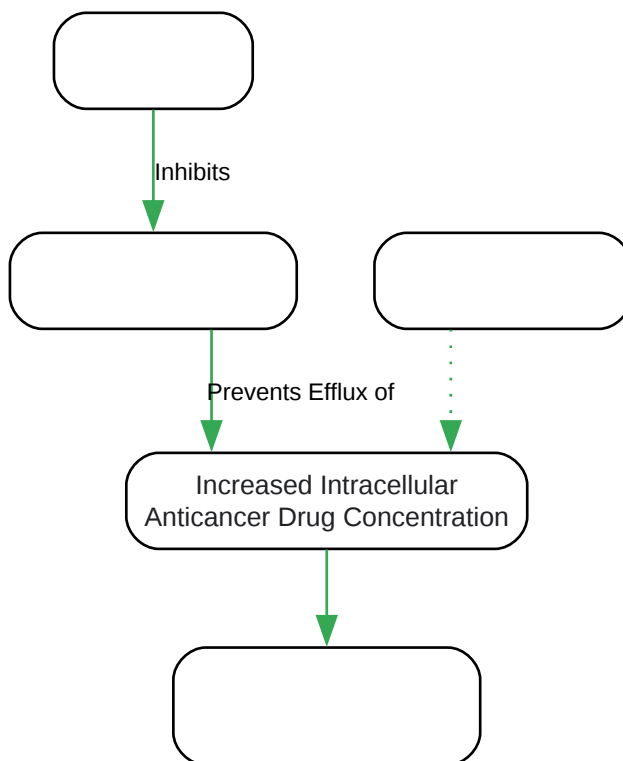 Inhibits
Prevents Efflux of
Increased Intracellular
Anticancer Drug Concentration